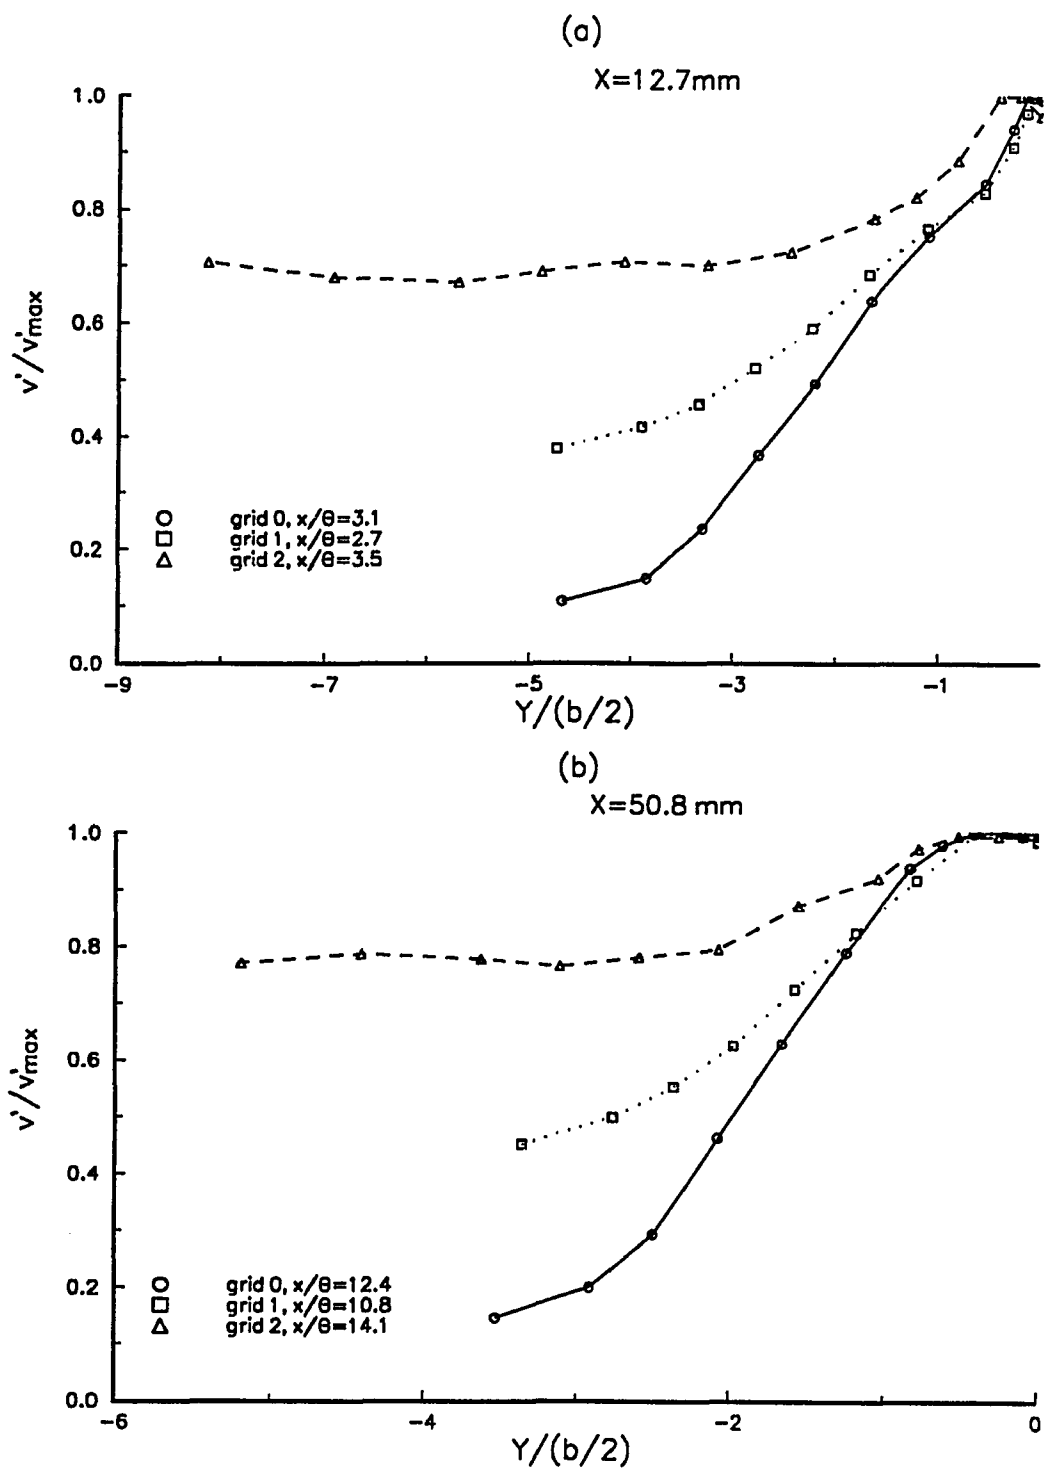 (a)
X=12.7mm
1.0
0.8
0.6
0.4
0.2
0.0
v'/v'max
grid 0, x/θ=3.1
grid 1, x/θ=2.7
grid 2, x/θ=3.5
-9 -7 -5 -3 -1
Y/(b/2)
(b)
X=50.8 mm
1.0
0.8
0.6
0.4
0.2
0.0
v'/v'max
grid 0, x/θ=12.4
grid 1, x/θ=10.8
grid 2, x/θ=14.1
-6 -4 -2 0
Y/(b/2)